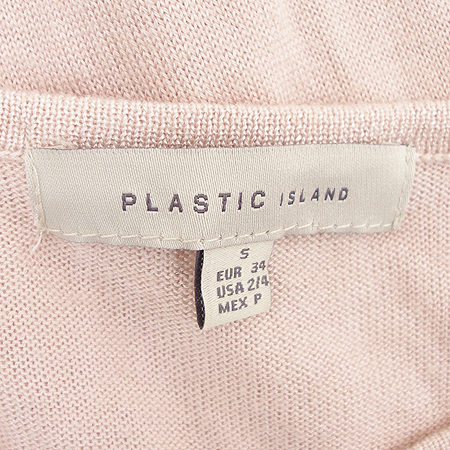 PLASTIC ISLAND
S
EUR 34
USA 2/4
MEX P